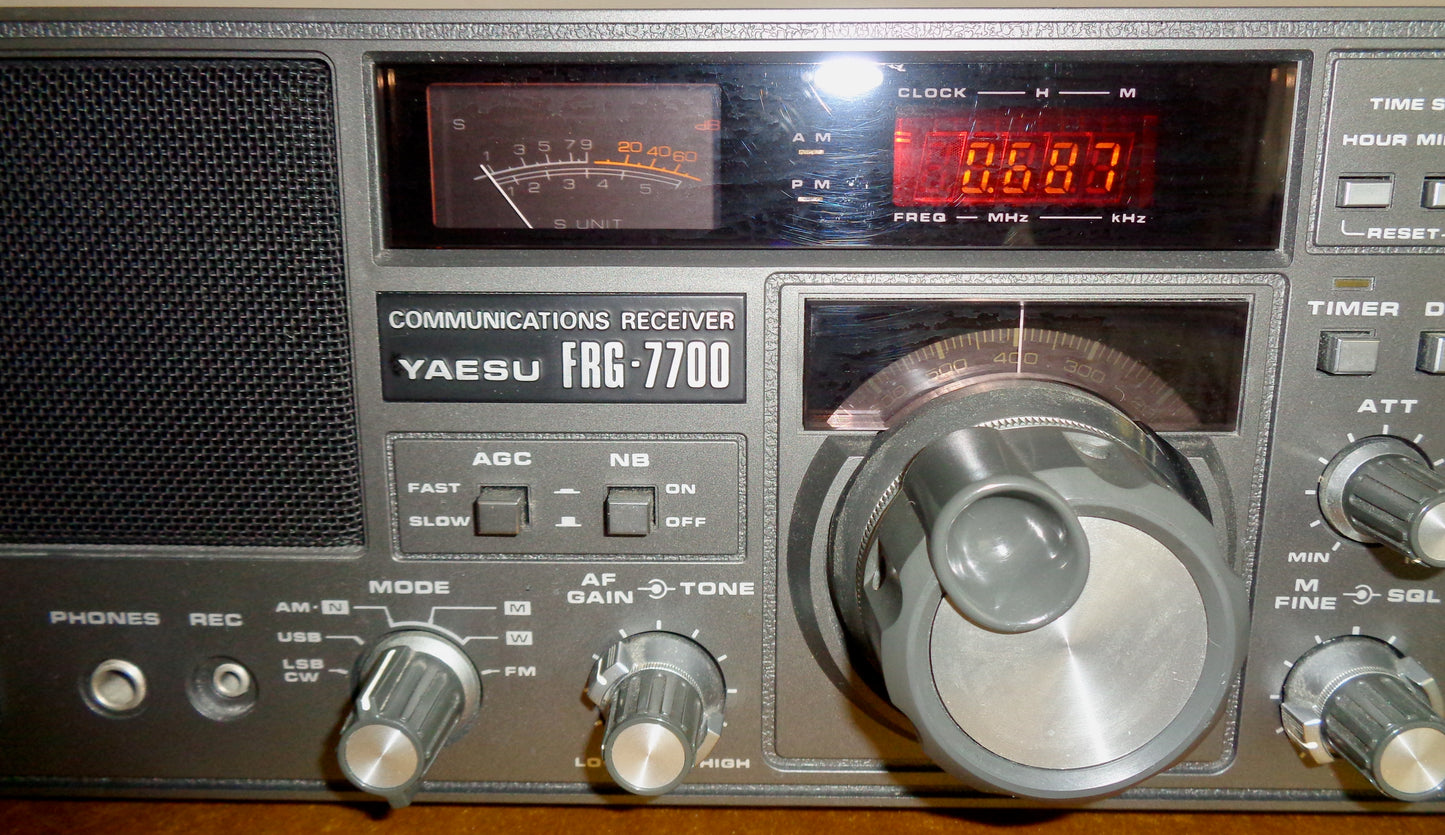 CLOCK — H — M
S
dB
TIME S
1 3 5 7 9 20 40 60
AM
0.687
HOUR MI
1 2 3 4 5
PM
S UNIT
FREQ — MHz — kHz
RESET
COMMUNICATIONS RECEIVER
YAESU FRG-7700
500 400 300
TIMER D
ATT
AGC NB
FAST ON
SLOW OFF
MIN
MODE
AF
GAIN TONE
AM·N M
USB W
LSB
CW
FM
PHONES REC
M
FINE SQL
LO HIGH